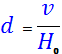 d = v/H₀